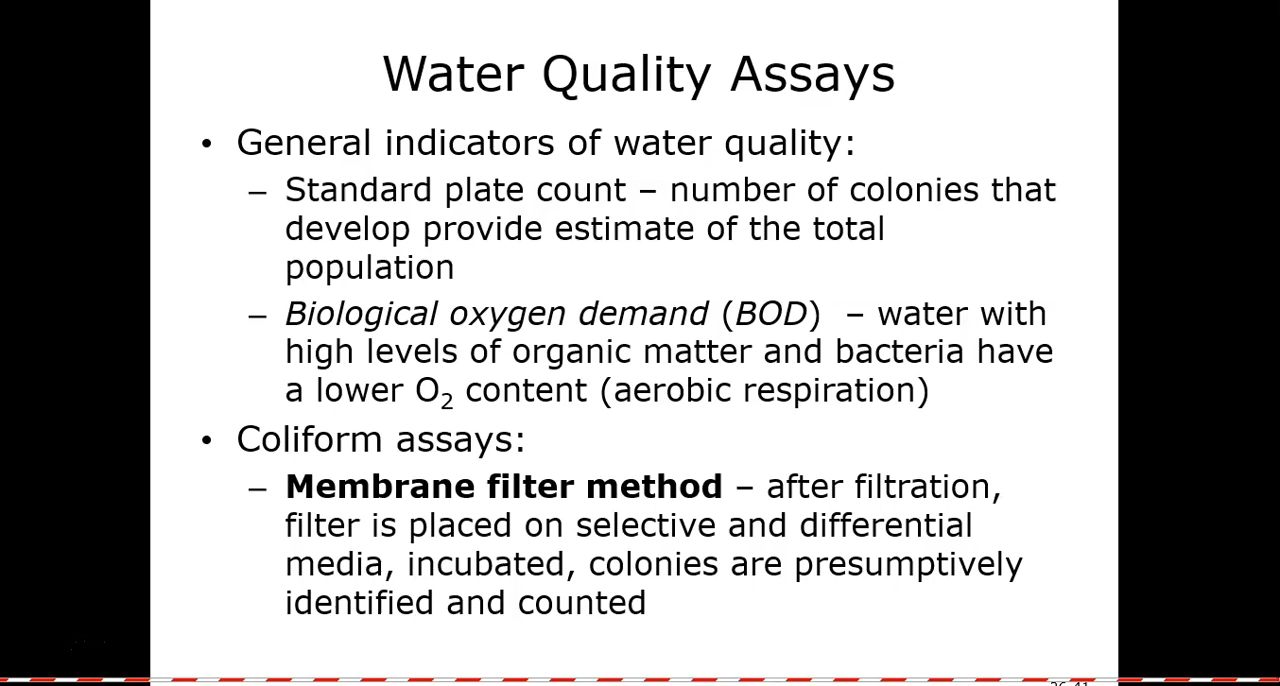 Water Quality Assays
• General indicators of water quality:
– Standard plate count – number of colonies that
develop provide estimate of the total
population
– Biological oxygen demand (BOD) – water with
high levels of organic matter and bacteria have
a lower O₂ content (aerobic respiration)
• Coliform assays:
– Membrane filter method – after filtration,
filter is placed on selective and differential
media, incubated, colonies are presumptively
identified and counted